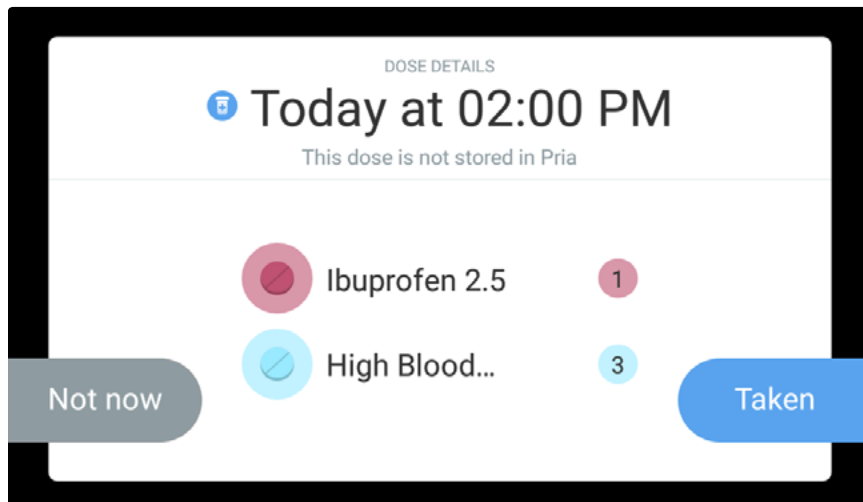 DOSE DETAILS
Today at 02:00 PM
This dose is not stored in Pria
Ibuprofen 2.5 1
High Blood... 3
Not now
Taken